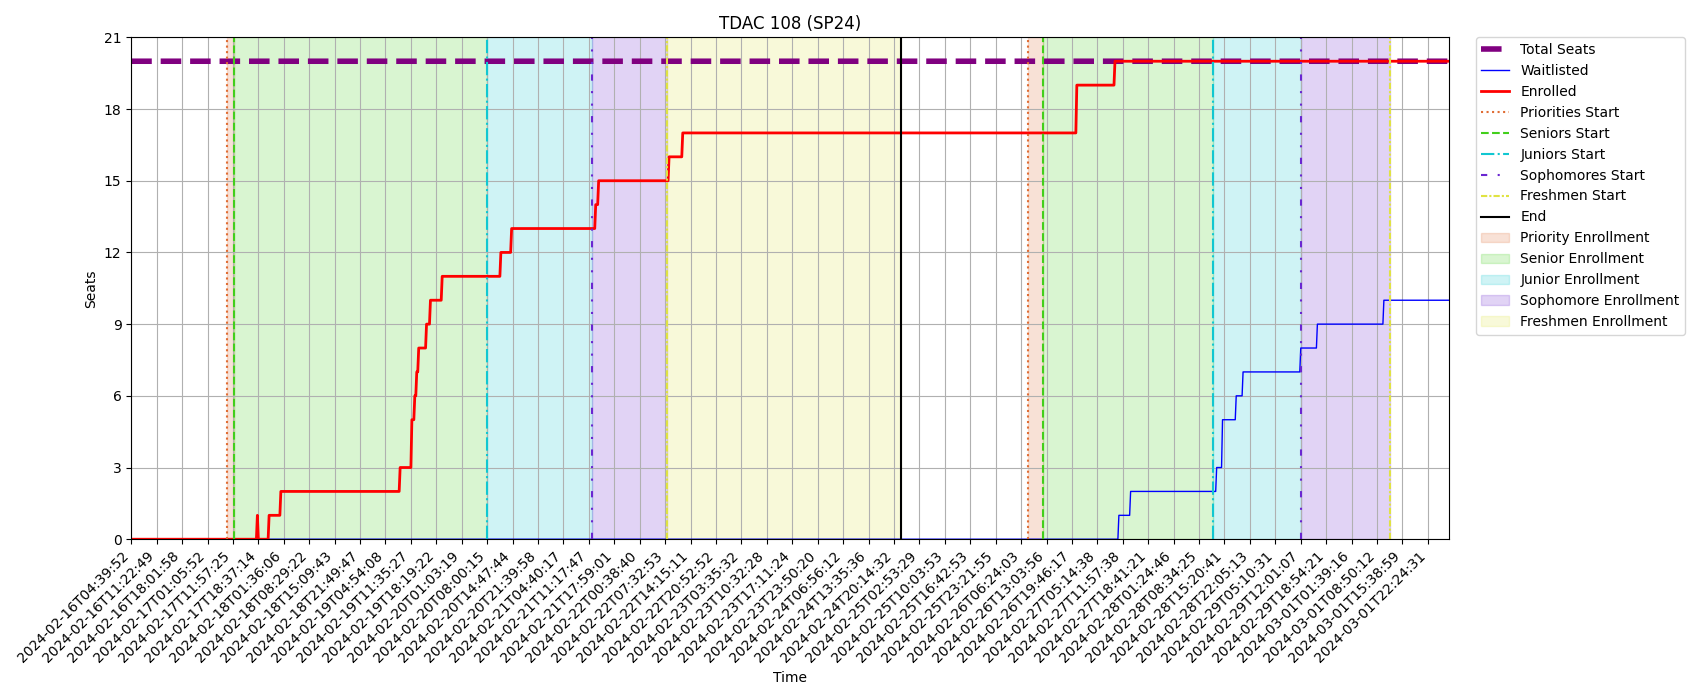 TDAC 108 (SP24)
21
18
15
12
9
6
3
0
Seats
2024-02-16T04:39:52
2024-02-16T11:22:49
2024-02-16T18:01:58
2024-02-17T01:05:52
2024-02-17T11:57:25
2024-02-17T18:37:14
2024-02-18T01:36:06
2024-02-18T08:29:22
2024-02-18T15:09:43
2024-02-18T21:49:47
2024-02-19T04:54:08
2024-02-19T11:35:27
2024-02-19T18:19:22
2024-02-20T01:03:19
2024-02-20T08:00:15
2024-02-20T14:47:44
2024-02-20T21:39:58
2024-02-21T04:40:17
2024-02-21T11:17:47
2024-02-21T17:59:01
2024-02-22T00:38:40
2024-02-22T07:32:53
2024-02-22T14:15:11
2024-02-22T20:52:52
2024-02-23T03:35:32
2024-02-23T10:32:28
2024-02-23T17:11:24
2024-02-23T23:50:20
2024-02-24T06:56:12
2024-02-24T13:35:36
2024-02-24T20:14:32
2024-02-25T02:53:29
2024-02-25T10:03:53
2024-02-25T16:42:53
2024-02-25T23:21:55
2024-02-26T06:24:03
2024-02-26T13:03:56
2024-02-26T19:46:17
2024-02-27T05:14:38
2024-02-27T11:57:38
2024-02-27T18:41:21
2024-02-28T01:24:46
2024-02-28T08:34:25
2024-02-28T15:20:41
2024-02-28T22:05:13
2024-02-29T05:10:31
2024-02-29T12:01:07
2024-02-29T18:54:21
2024-03-01T01:39:16
2024-03-01T08:50:12
2024-03-01T15:38:59
2024-03-01T22:24:31
Time
Total Seats
Waitlisted
Enrolled
Priorities Start
Seniors Start
Juniors Start
Sophomores Start
Freshmen Start
End
Priority Enrollment
Senior Enrollment
Junior Enrollment
Sophomore Enrollment
Freshmen Enrollment